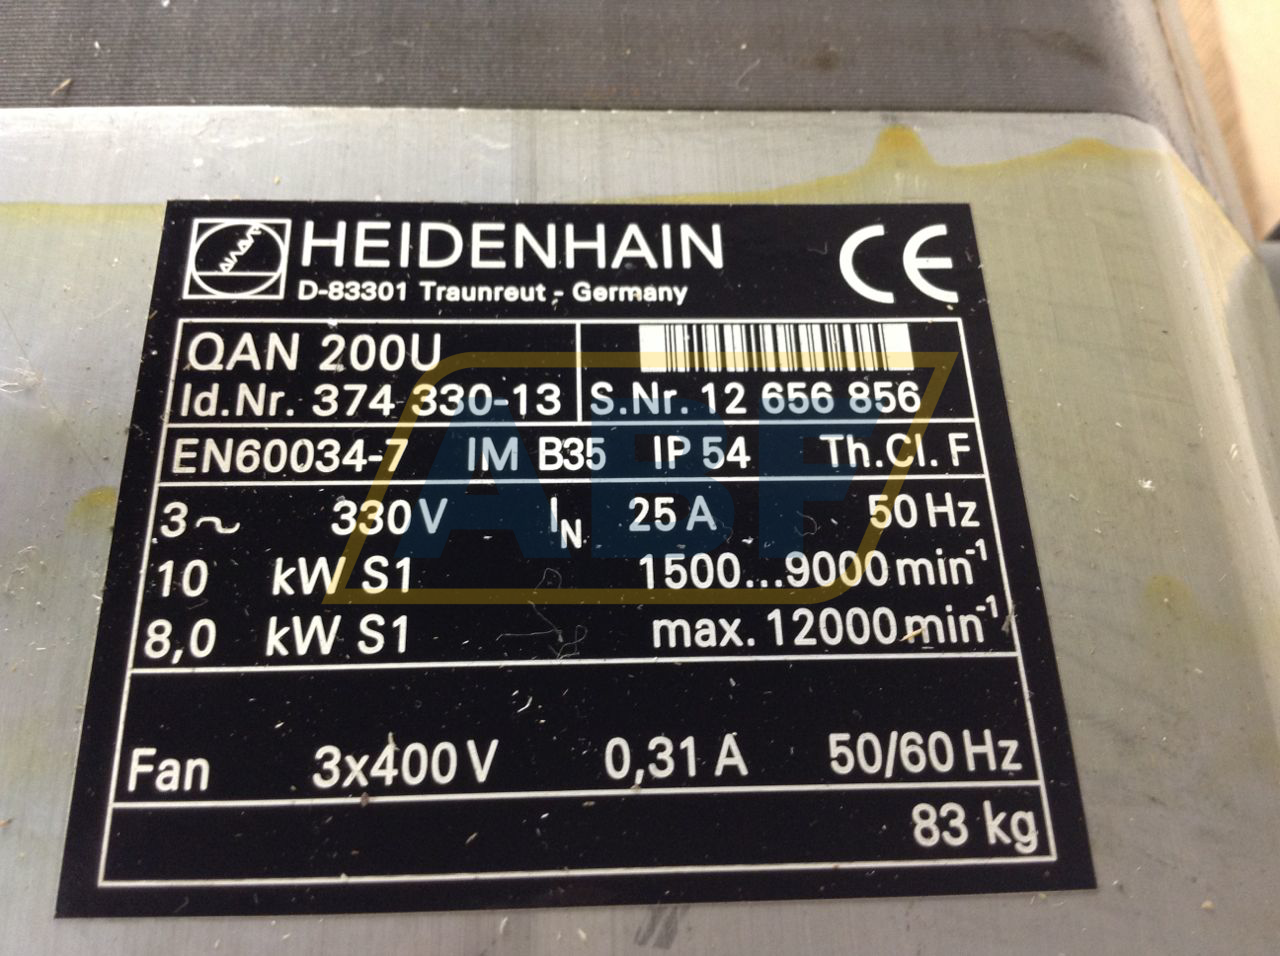 HEIDENHAIN
D-83301 Traunreut - Germany
CE
QAN 200U
Id.Nr. 374 330-13
S.Nr. 12 656 856
EN60034-7 IM B35 IP 54 Th.Cl. F
3~ 330 V IN 25 A 50 Hz
10 kW S1 1500...9000 min-1
8,0 kW S1 max. 12000 min-1
Fan 3x400 V 0,31 A 50/60 Hz
83 kg
ABF